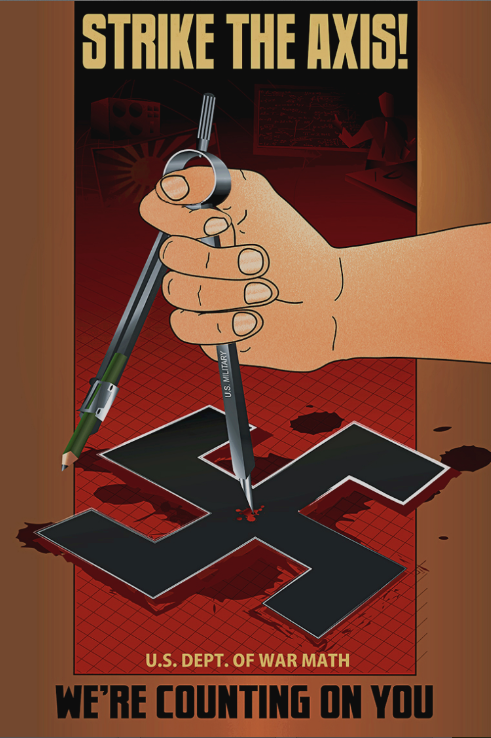 STRIKE THE AXIS!
U.S. MILITARY
U.S. DEPT. OF WAR MATH
WE'RE COUNTING ON YOU